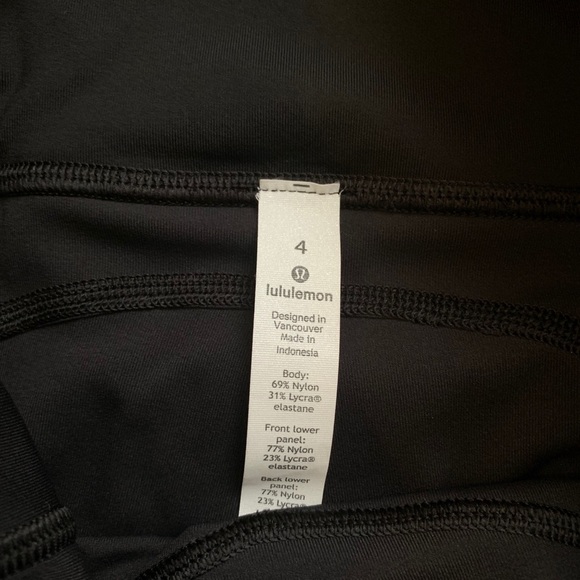 4
lululemon
Designed in
Vancouver
Made in
Indonesia
Body:
69% Nylon
31% Lycra®
elastane
Front lower
panel:
77% Nylon
23% Lycra®
elastane
Back lower
panel:
77% Nylon
23% Lycra®